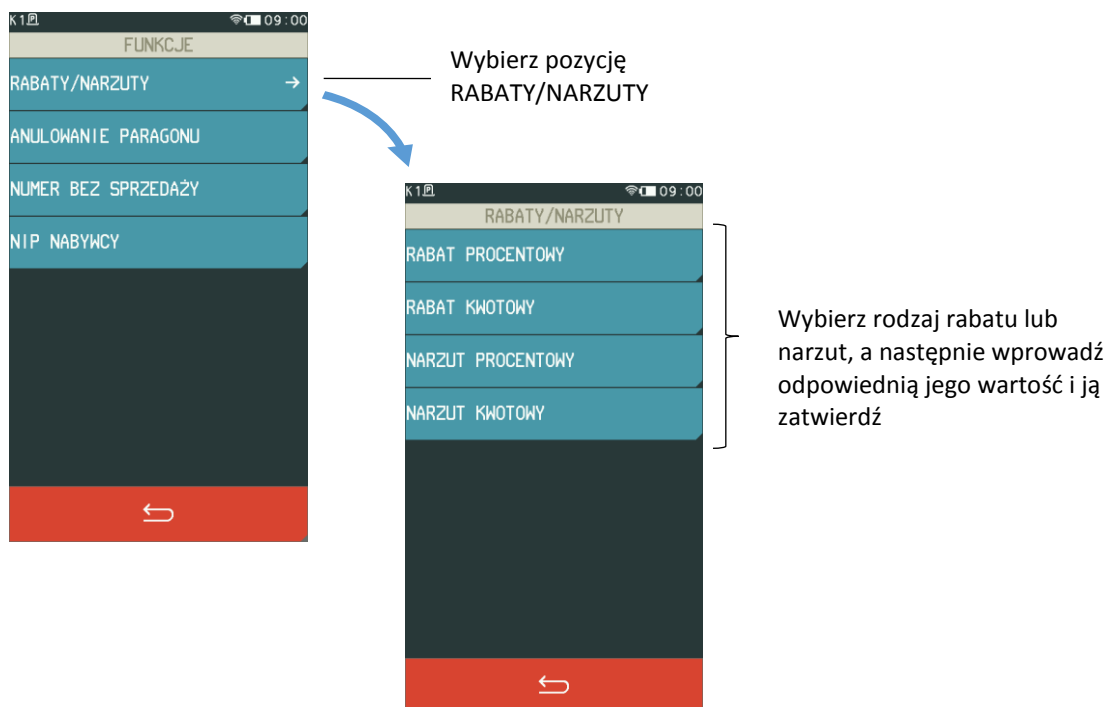 K1 P 09:00
FUNKCJE
RABATY/NARZUTY →
ANULOWANIE PARAGONU
NUMER BEZ SPRZEDAŻY
NIP NABYWCY
Wybierz pozycję
RABATY/NARZUTY
K1 P 09:00
RABATY/NARZUTY
RABAT PROCENTOWY
RABAT KWOTOWY
NARZUT PROCENTOWY
NARZUT KWOTOWY
Wybierz rodzaj rabatu lub
narzut, a następnie wprowadź
odpowiednią jego wartość i ją
zatwierdź